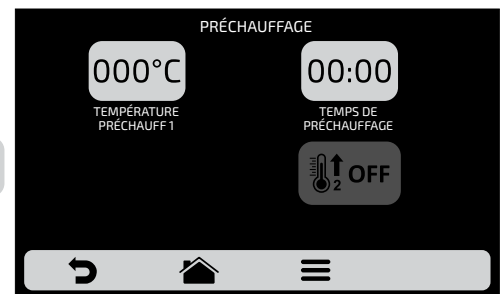 PRÉCHAUFFAGE
000°C
00:00
TEMPÉRATURE
PRÉCHAUFF 1
TEMPS DE
PRÉCHAUFFAGE
2 OFF